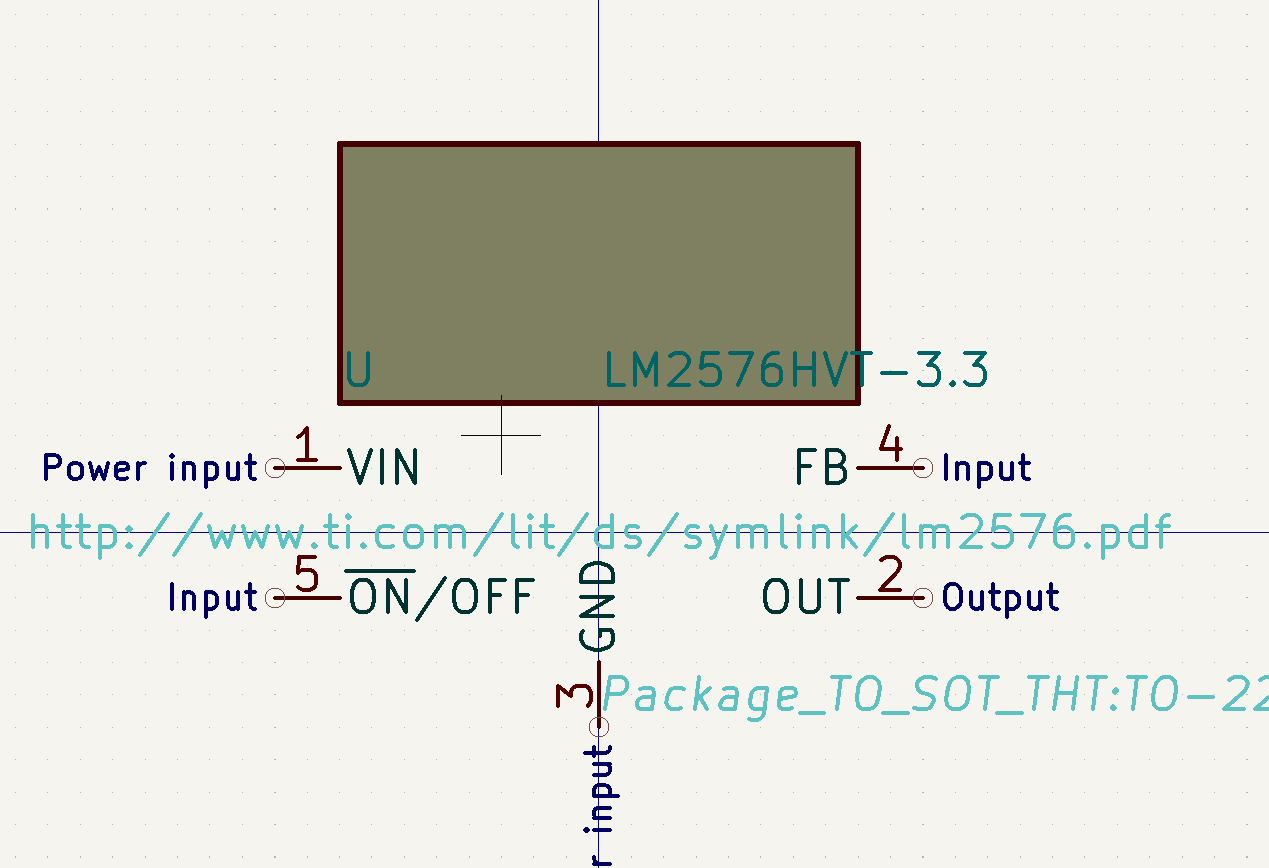 U LM2576HVT-3.3
Power input 1 VIN FB 4 Input
http://www.ti.com/lit/ds/symlink/lm2576.pdf
Input 5 ON/OFF OUT 2 Output
GND
3
Package_TO_SOT_THT:TO-22
input